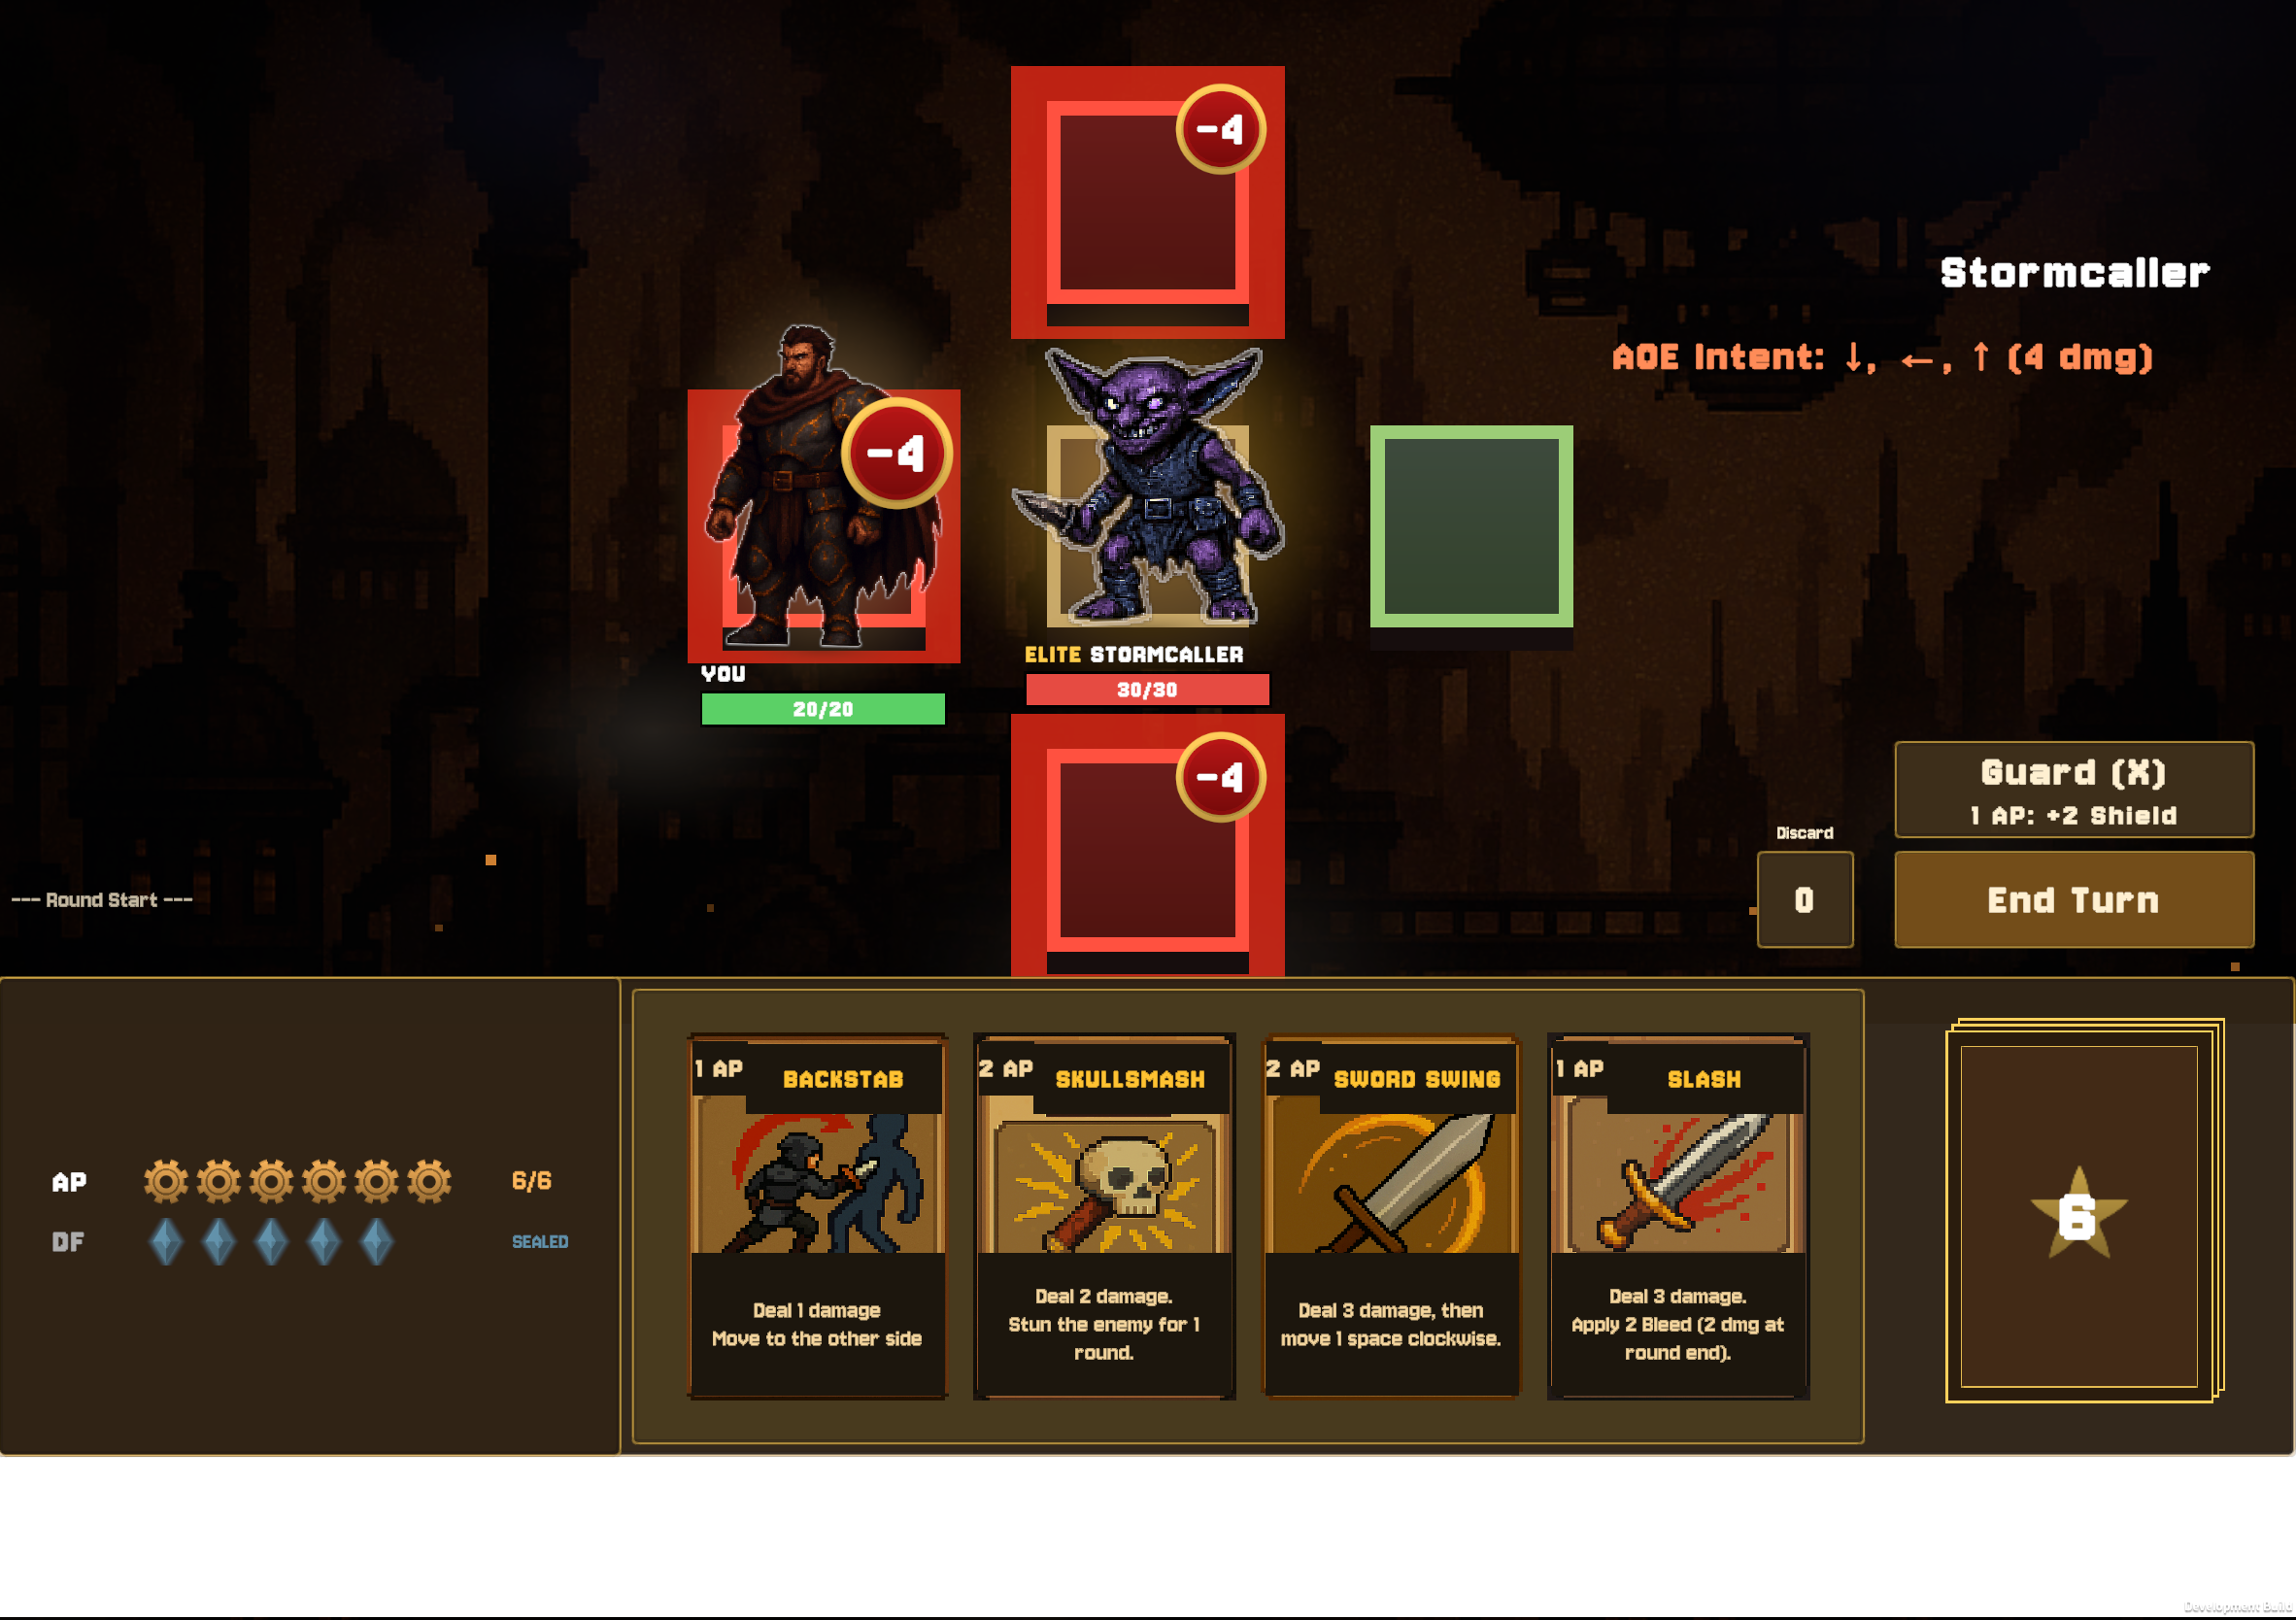 -4
Stormcaller
AOE Intent: ↓, ←, ↑ (4 dmg)
-4
ELITE STORMCALLER
30/30
YOU
20/20
-4
Guard (X)
1 AP: +2 Shield
Discard
0
End Turn
--- Round Start ---
AP
6/6
DF
SEALED
1 AP
BACKSTAB
Deal 1 damage
Move to the other side
2 AP
SKULLSMASH
Deal 2 damage.
Stun the enemy for 1
round.
2 AP
SWORD SWING
Deal 3 damage, then
move 1 space clockwise.
1 AP
SLASH
Deal 3 damage.
Apply 2 Bleed (2 dmg at
round end).
6
Development Build